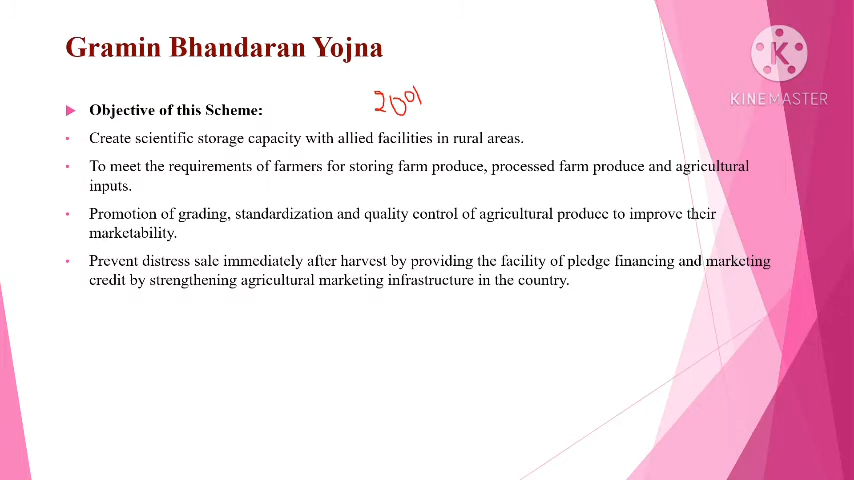 Gramin Bhandaran Yojna
K
KINEMASTER
2001
Objective of this Scheme:
Create scientific storage capacity with allied facilities in rural areas.
To meet the requirements of farmers for storing farm produce, processed farm produce and agricultural
inputs.
Promotion of grading, standardization and quality control of agricultural produce to improve their
marketability.
Prevent distress sale immediately after harvest by providing the facility of pledge financing and marketing
credit by strengthening agricultural marketing infrastructure in the country.